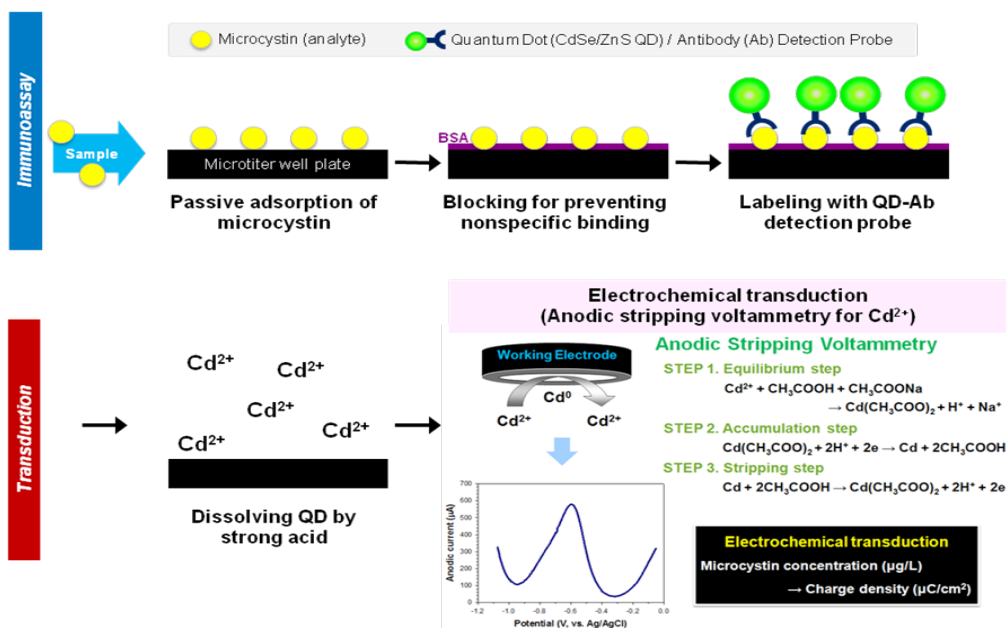 Immunoassay
Microcystin (analyte)
Quantum Dot (CdSe/ZnS QD) / Antibody (Ab) Detection Probe
Sample
Microtiter well plate
BSA
Passive adsorption of
microcystin
Blocking for preventing
nonspecific binding
Labeling with QD-Ab
detection probe
Transduction
Cd²⁺
Cd²⁺
Cd²⁺
Cd²⁺
Cd²⁺
Dissolving QD by
strong acid
Electrochemical transduction
(Anodic stripping voltammetry for Cd²⁺)
Working Electrode
Cd⁰
Cd²⁺
Cd²⁺
Anodic Stripping Voltammetry
STEP 1. Equilibrium step
Cd²⁺ + CH₃COOH + CH₃COONa
→ Cd(CH₃COO)₂ + H⁺ + Na⁺
STEP 2. Accumulation step
Cd(CH₃COO)₂ + 2H⁺ + 2e → Cd + 2CH₃COOH
STEP 3. Stripping step
Cd + 2CH₃COOH → Cd(CH₃COO)₂ + 2H⁺ + 2e
Anodic current (µA)
700
600
500
400
300
200
100
0
-1.2
-1.0
-0.8
-0.6
-0.4
-0.2
0.0
Potential (V, vs. Ag/AgCl)
Electrochemical transduction
Microcystin concentration (µg/L)
→ Charge density (µC/cm²)